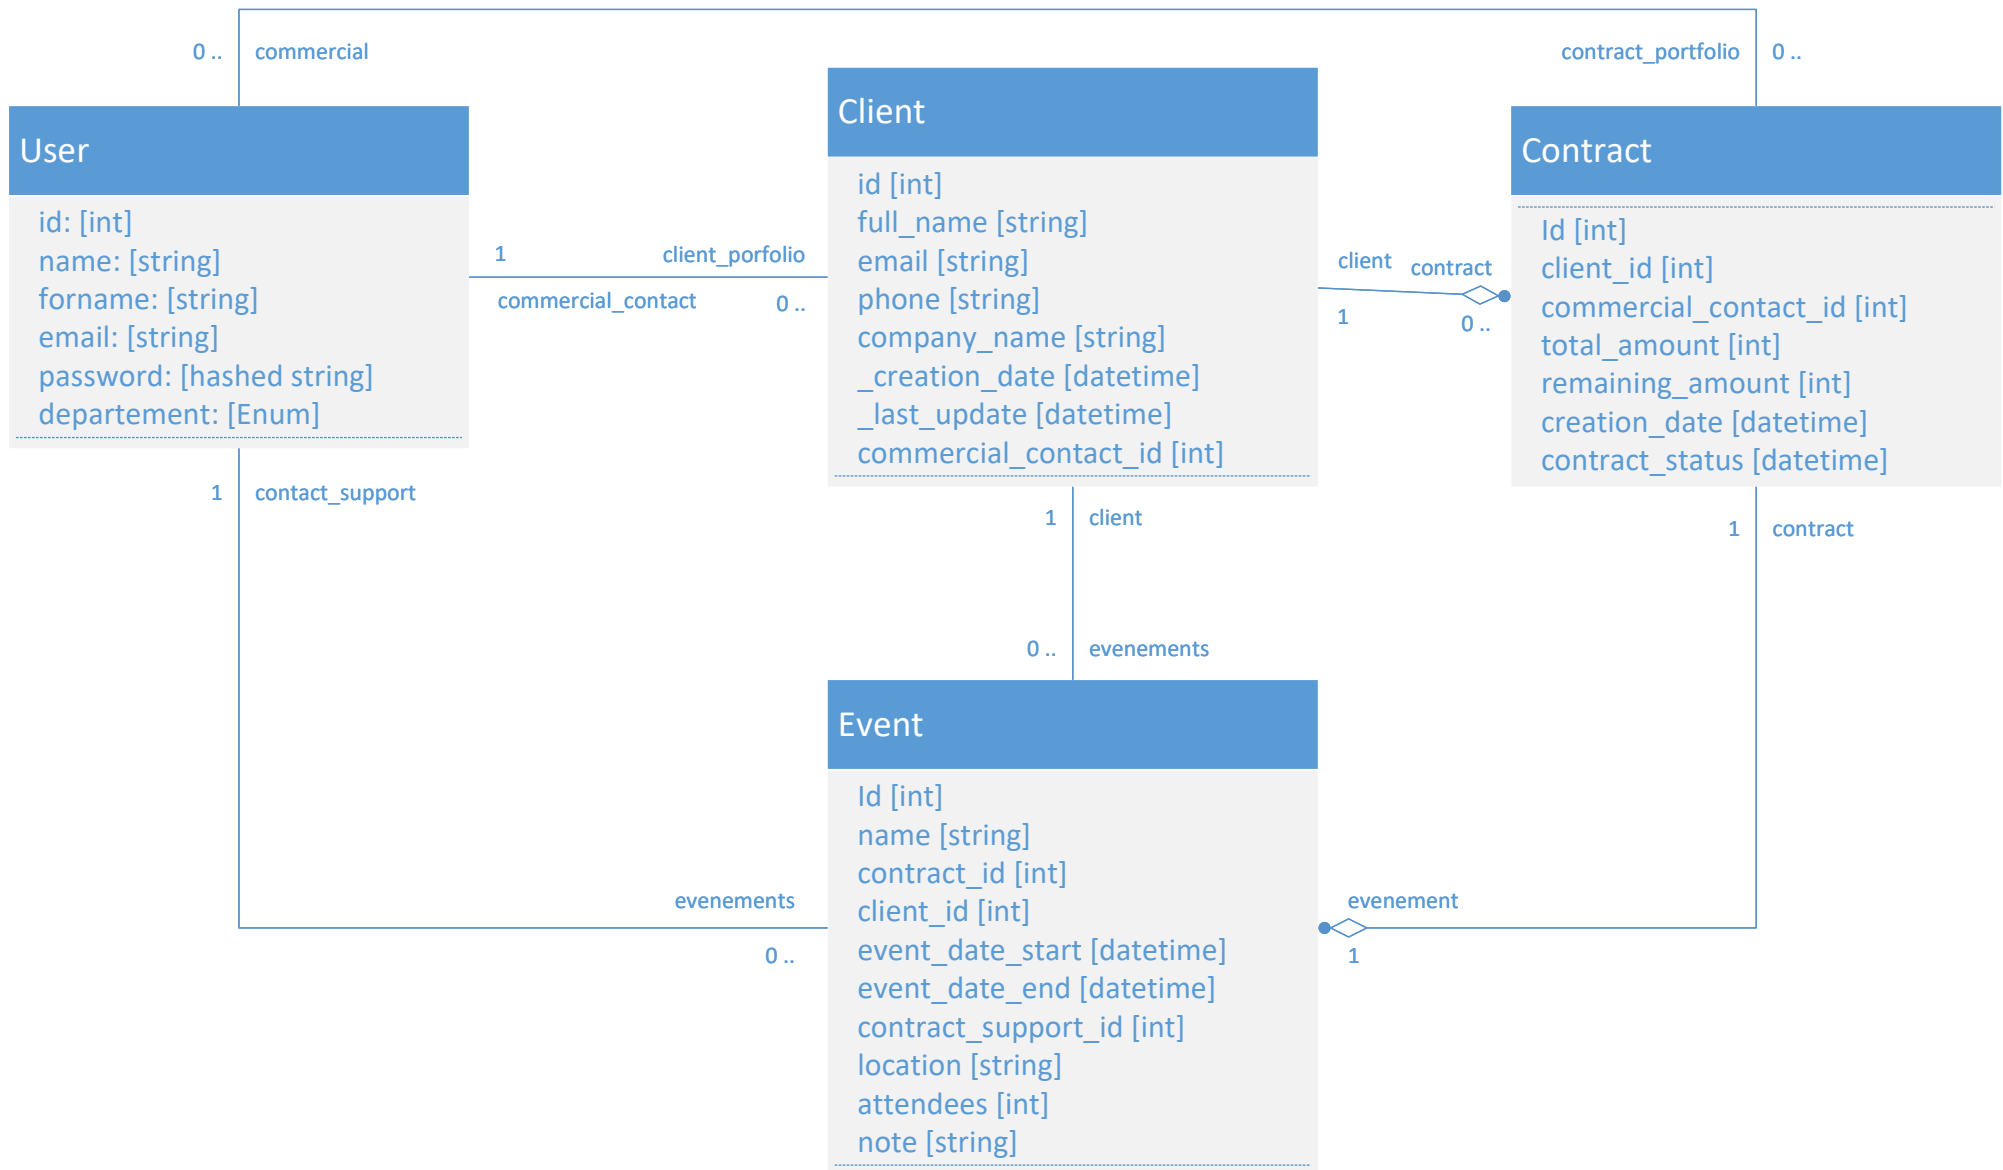 0 ..
commercial
contract_portfolio
0 ..
User
id: [int]
name: [string]
forname: [string]
email: [string]
password: [hashed string]
departement: [Enum]
1
client_porfolio
commercial_contact
0 ..
Client
id [int]
full_name [string]
email [string]
phone [string]
company_name [string]
_creation_date [datetime]
_last_update [datetime]
commercial_contact_id [int]
client
contract
1
0 ..
Contract
Id [int]
client_id [int]
commercial_contact_id [int]
total_amount [int]
remaining_amount [int]
creation_date [datetime]
contract_status [datetime]
1
contact_support
1
client
1
contract
0 ..
evenements
Event
Id [int]
name [string]
contract_id [int]
client_id [int]
event_date_start [datetime]
event_date_end [datetime]
contract_support_id [int]
location [string]
attendees [int]
note [string]
evenements
0 ..
evenement
1